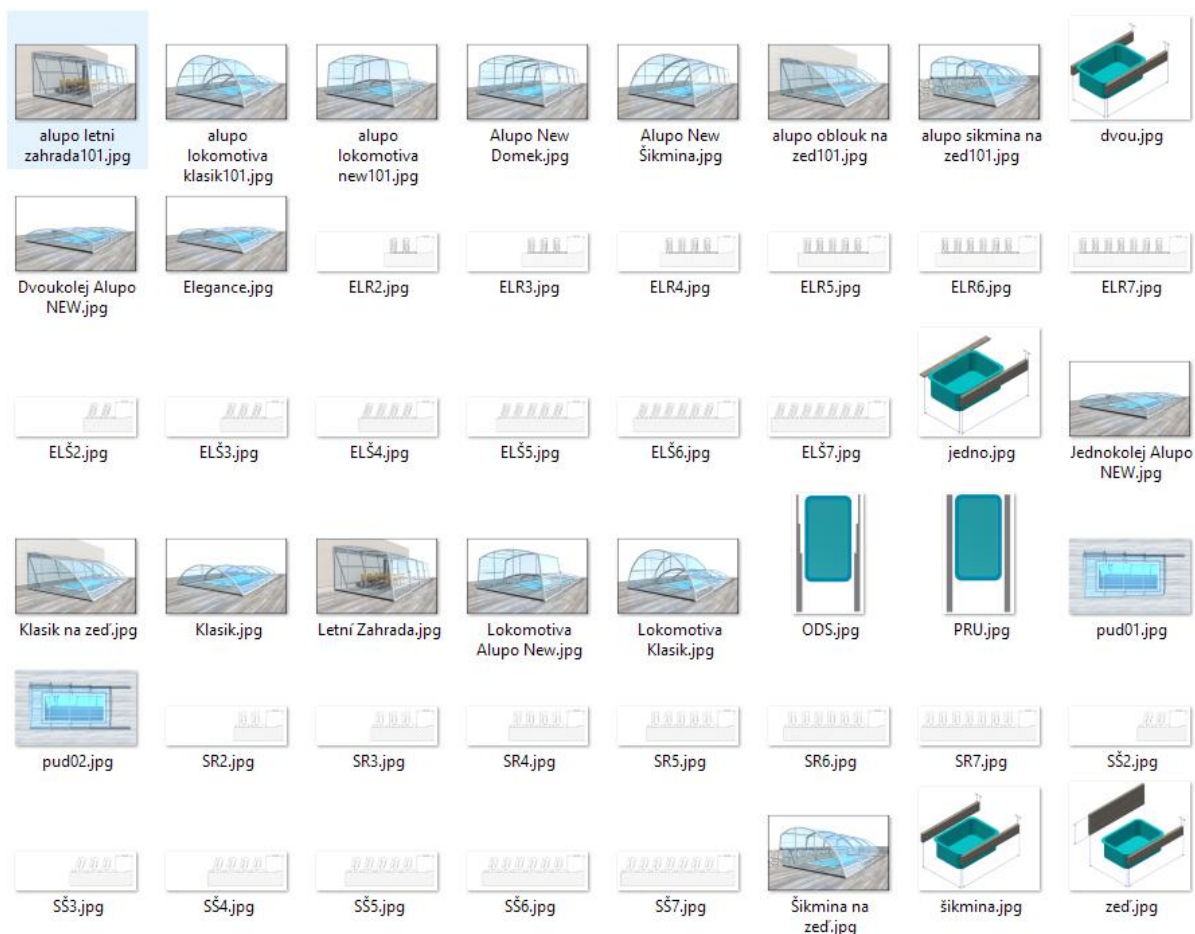 alupo letni
zahrada101.jpg
alupo
lokomotiva
klasik101.jpg
alupo
lokomotiva
new101.jpg
Alupo New
Domek.jpg
Alupo New
Šikmina.jpg
alupo oblouk na
zed101.jpg
alupo sikmina na
zed101.jpg
dvou.jpg
Dvoukolej Alupo
NEW.jpg
Elegance.jpg
ELR2.jpg
ELR3.jpg
ELR4.jpg
ELR5.jpg
ELR6.jpg
ELR7.jpg
ELŠ2.jpg
ELŠ3.jpg
ELŠ4.jpg
ELŠ5.jpg
ELŠ6.jpg
ELŠ7.jpg
jedno.jpg
Jednokolej Alupo
NEW.jpg
Klasik na zeď.jpg
Klasik.jpg
Letní Zahrada.jpg
Lokomotiva
Alupo New.jpg
Lokomotiva
Klasik.jpg
ODS.jpg
PRU.jpg
pud01.jpg
pud02.jpg
SR2.jpg
SR3.jpg
SR4.jpg
SR5.jpg
SR6.jpg
SR7.jpg
SŠ2.jpg
SŠ3.jpg
SŠ4.jpg
SŠ5.jpg
SŠ6.jpg
SŠ7.jpg
Šikmina na
zeď.jpg
šikmina.jpg
zeď.jpg